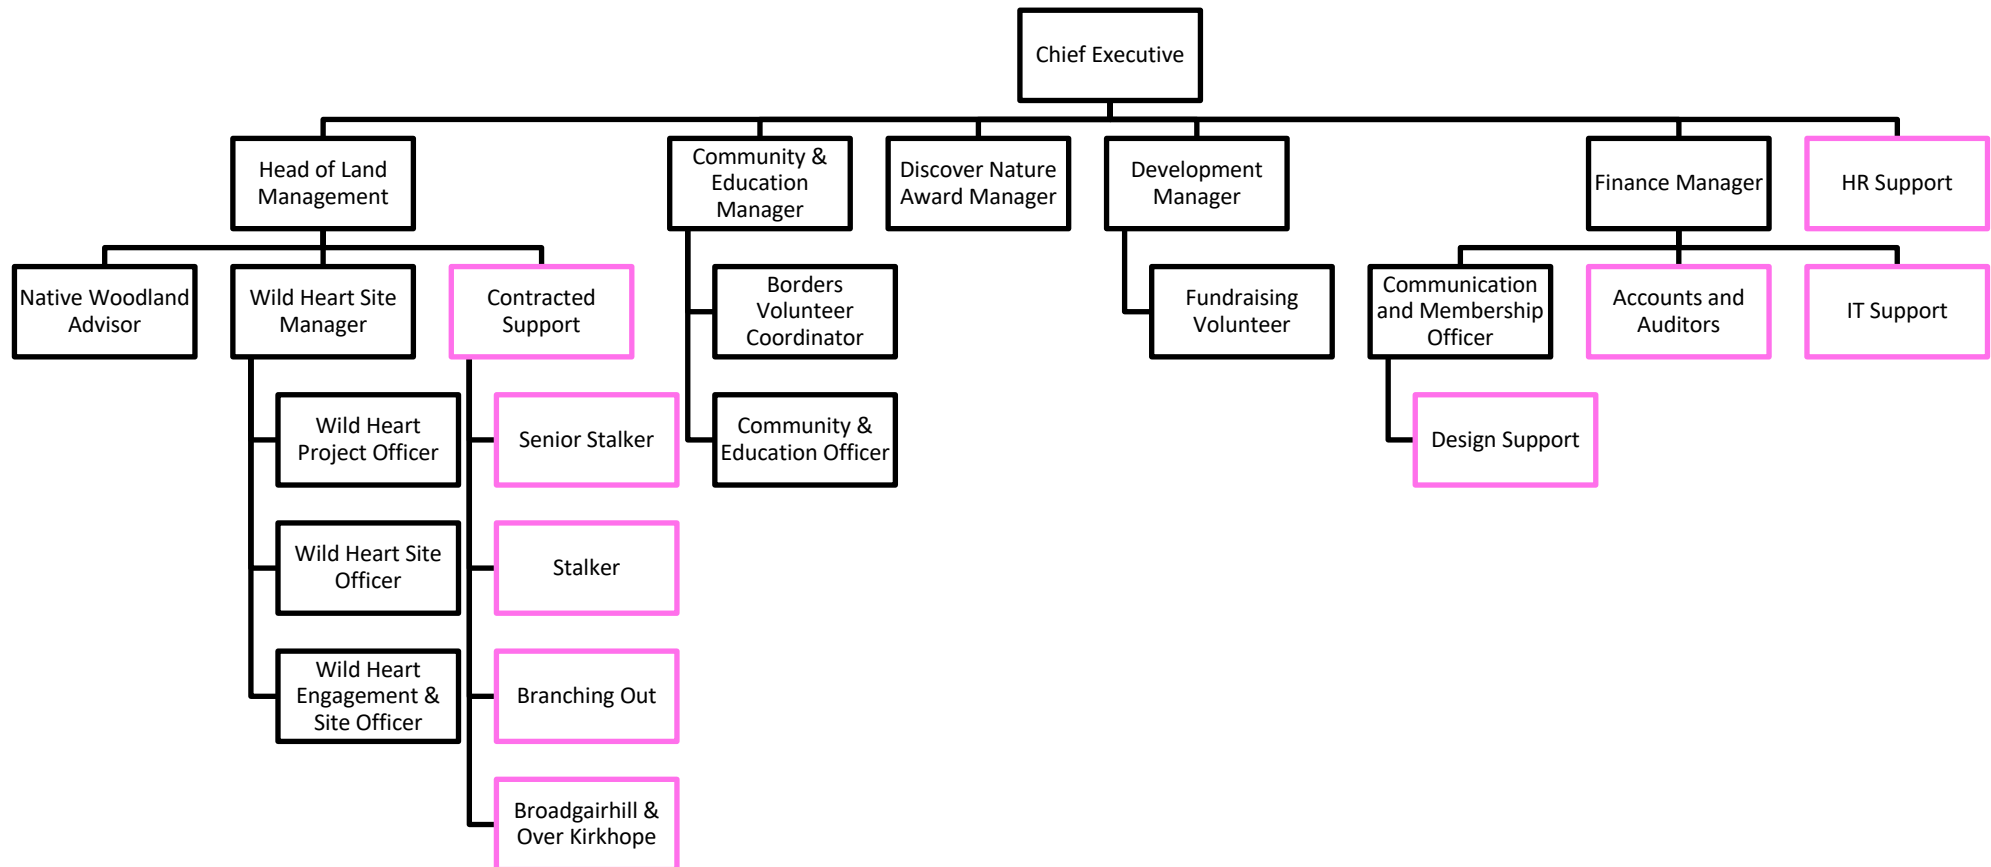 Chief Executive
Head of Land
Management
Community &
Education
Manager
Discover Nature
Award Manager
Development
Manager
Finance Manager
HR Support
Native Woodland
Advisor
Wild Heart Site
Manager
Contracted
Support
Borders
Volunteer
Coordinator
Fundraising
Volunteer
Communication
and Membership
Officer
Accounts and
Auditors
IT Support
Wild Heart
Project Officer
Senior Stalker
Community &
Education Officer
Design Support
Wild Heart Site
Officer
Stalker
Wild Heart
Engagement &
Site Officer
Branching Out
Broadgairhill &
Over Kirkhope